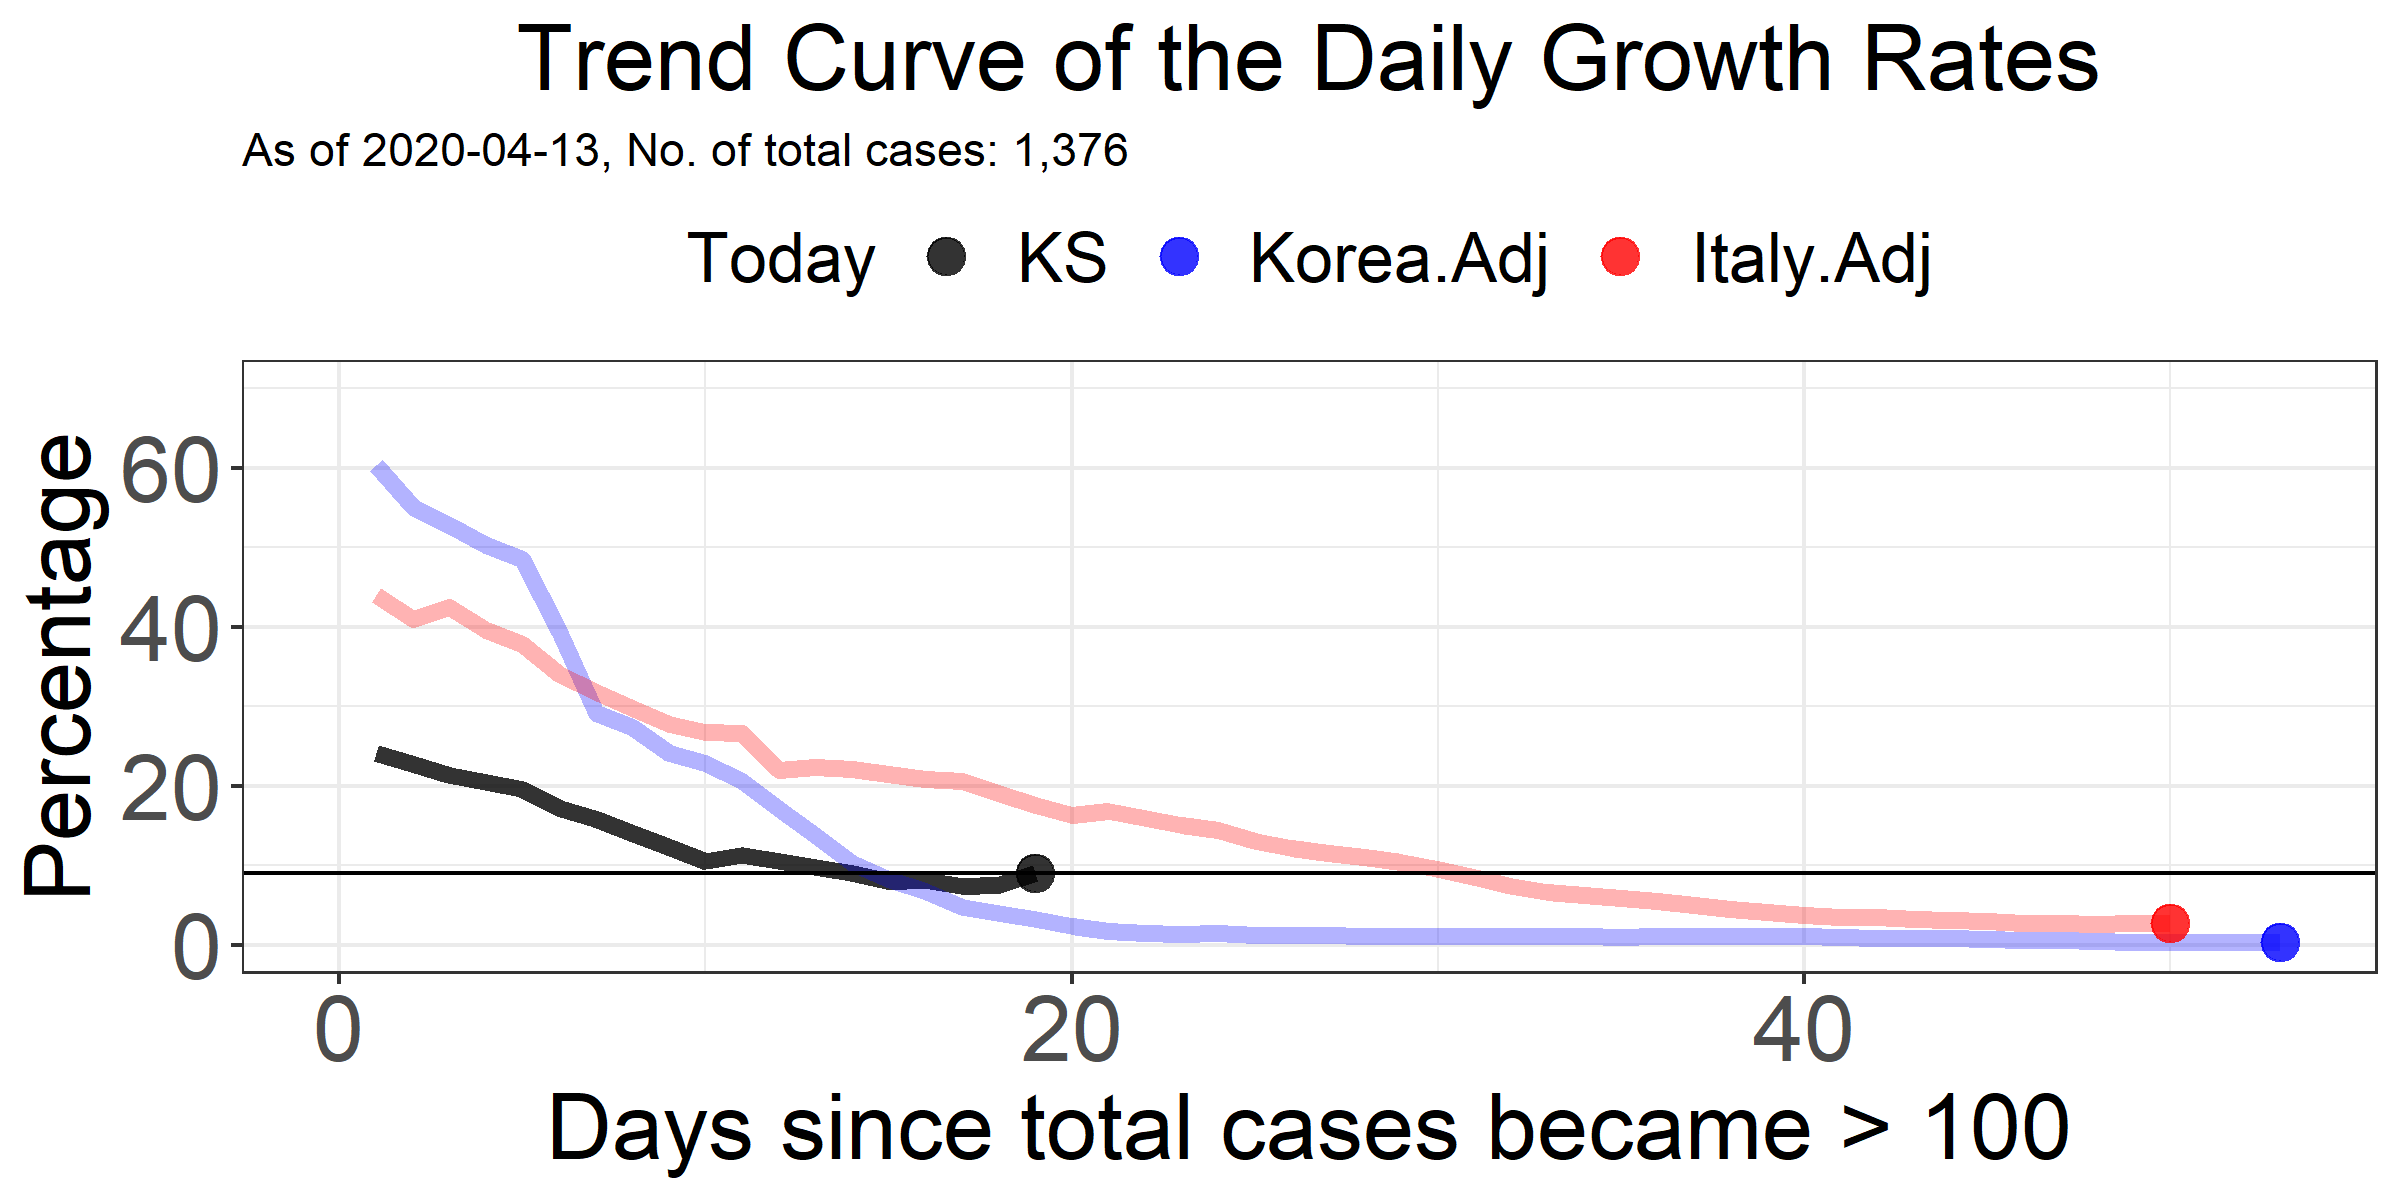 Trend Curve of the Daily Growth Rates
As of 2020-04-13, No. of total cases: 1,376
Today KS Korea.Adj Italy.Adj
Percentage
60
40
20
0
0 20 40
Days since total cases became > 100